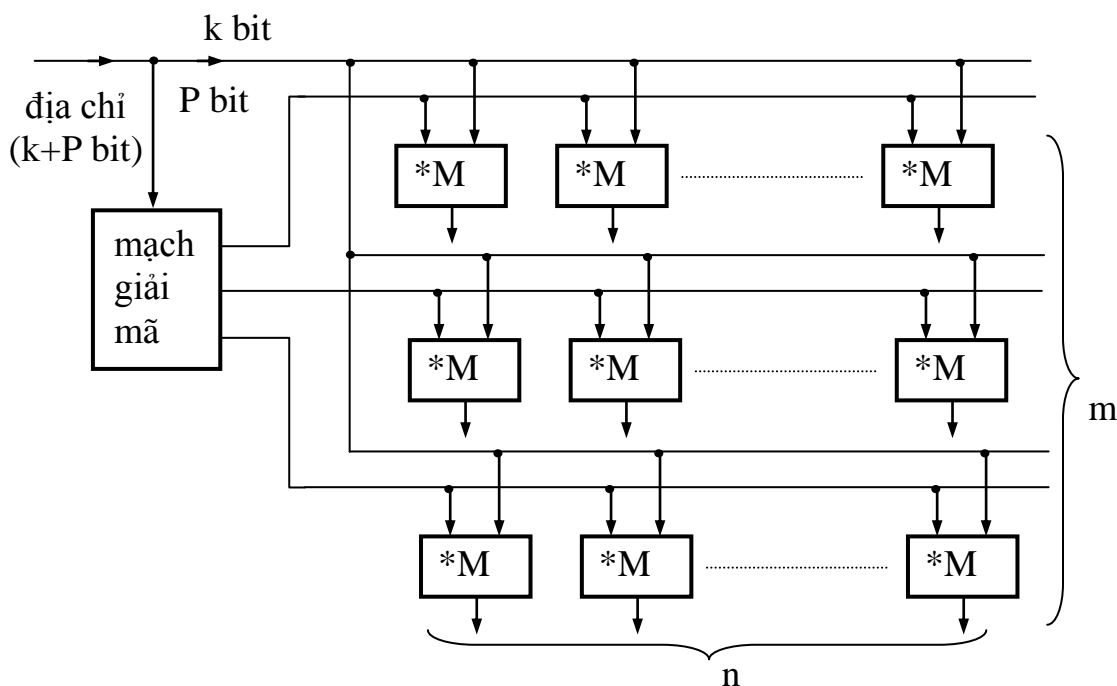 k bit
địa chỉ
(k+P bit)
P bit
*M *M *M
mạch
giải
mã
*M *M *M
m
*M *M *M
n